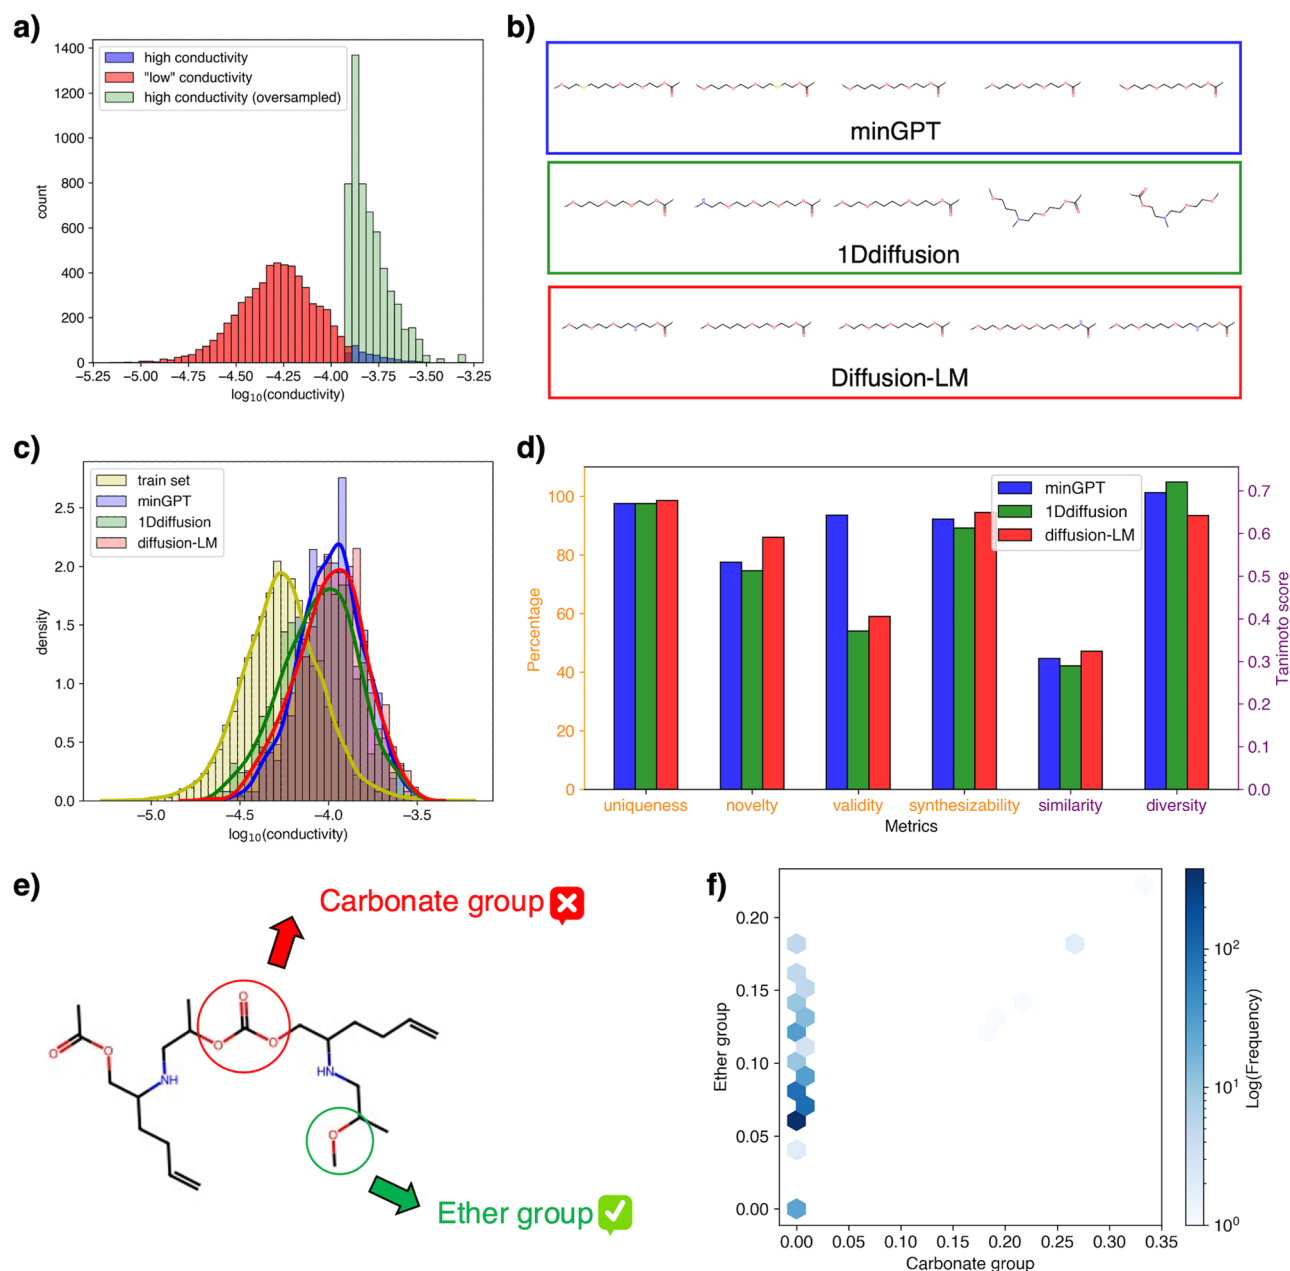 a)
1400
1200
1000
800
600
400
200
0
count
high conductivity
"low" conductivity
high conductivity (oversampled)
−5.25 −5.00 −4.75 −4.50 −4.25 −4.00 −3.75 −3.50 −3.25
log10(conductivity)
b)
minGPT
1Ddiffusion
Diffusion-LM
c)
2.5
2.0
1.5
1.0
0.5
0.0
density
train set
minGPT
1Ddiffusion
diffusion-LM
−5.0 −4.5 −4.0 −3.5
log10(conductivity)
d)
100
80
60
40
20
0
Percentage
minGPT
1Ddiffusion
diffusion-LM
0.7
0.6
0.5
0.4
0.3
0.2
0.1
0.0
Tanimoto score
uniqueness novelty validity synthesizability similarity diversity
Metrics
e)
Carbonate group
O
O
O
O
O
NH
HN
O
Ether group
f)
0.20
0.15
0.10
0.05
0.00
Ether group
0.00 0.05 0.10 0.15 0.20 0.25 0.30 0.35
Carbonate group
10²
10¹
10⁰
Log(Frequency)